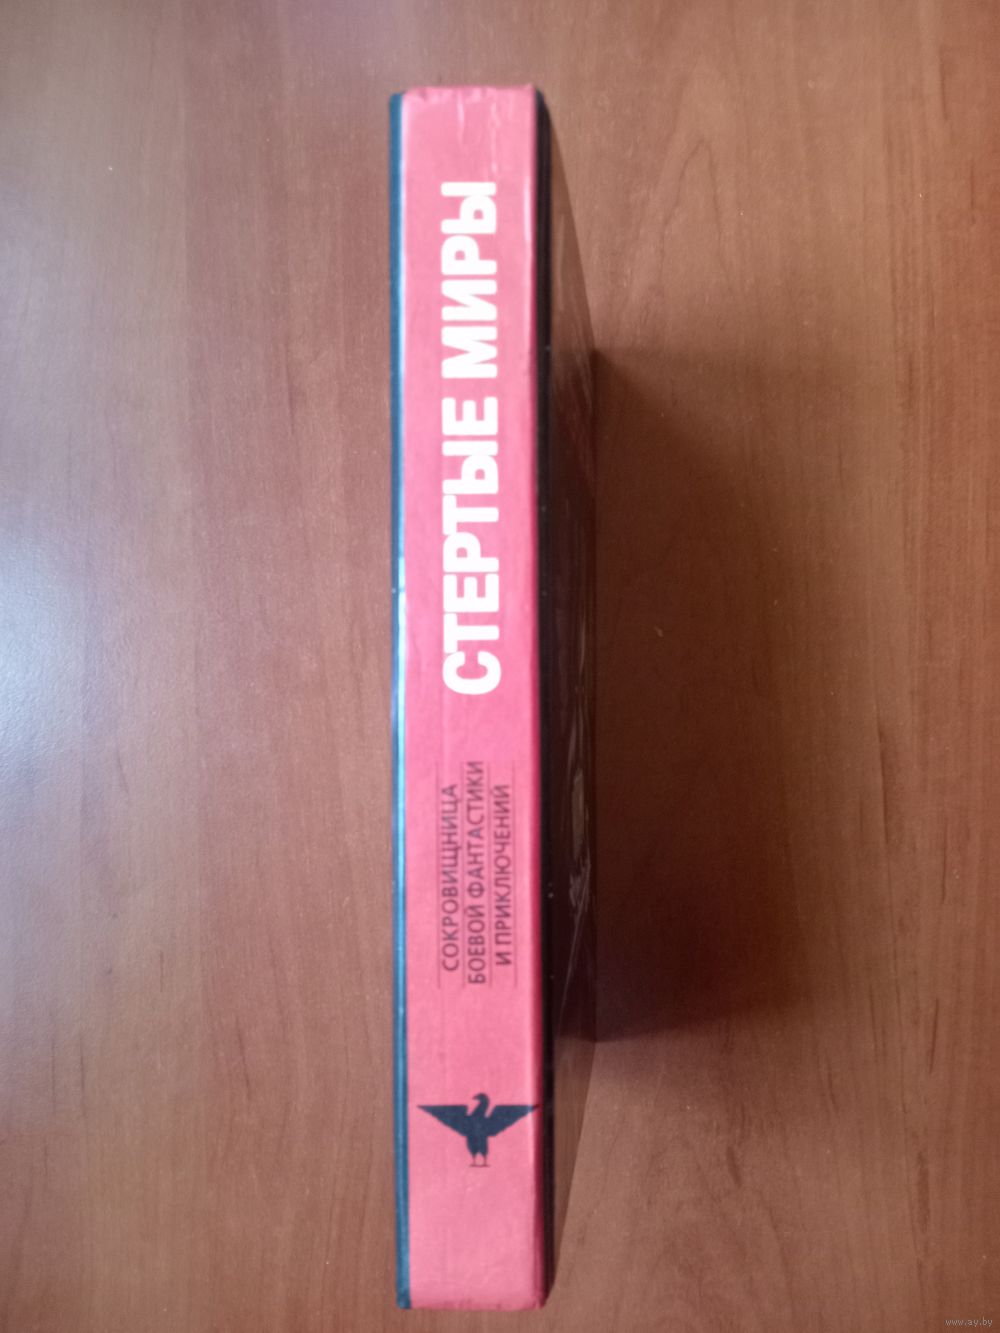 СТЕРТЫЕ МИРЫ
СОКРОВИЩНИЦА
БОЕВОЙ ФАНТАСТИКИ
И ПРИКЛЮЧЕНИЙ
www.ay.by